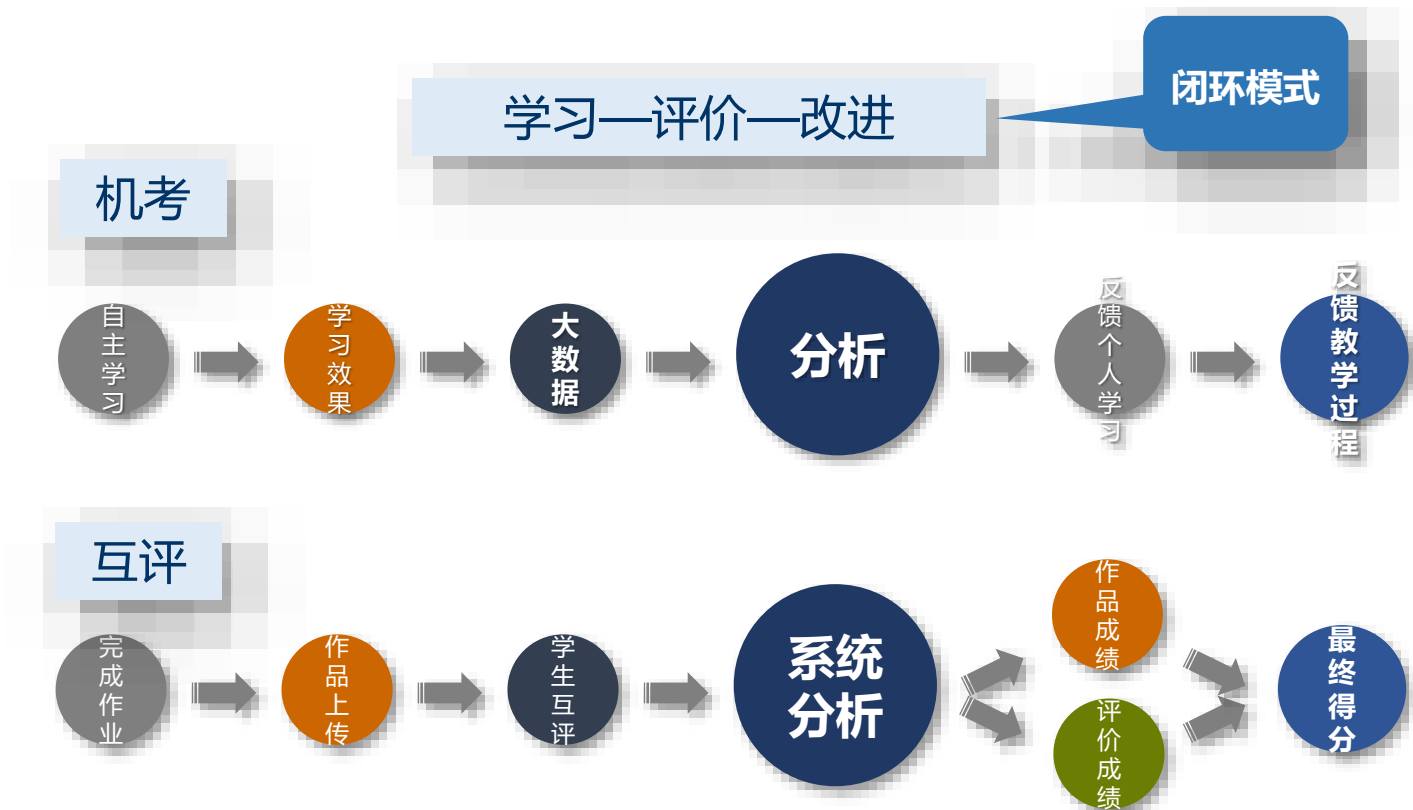 闭环模式
学习—评价—改进
机考
自主学习
学习效果
大数据
分析
反馈个人学习
反馈教学过程
互评
完成作业
作品上传
学生互评
系统
分析
作品成绩
评价成绩
最终得分